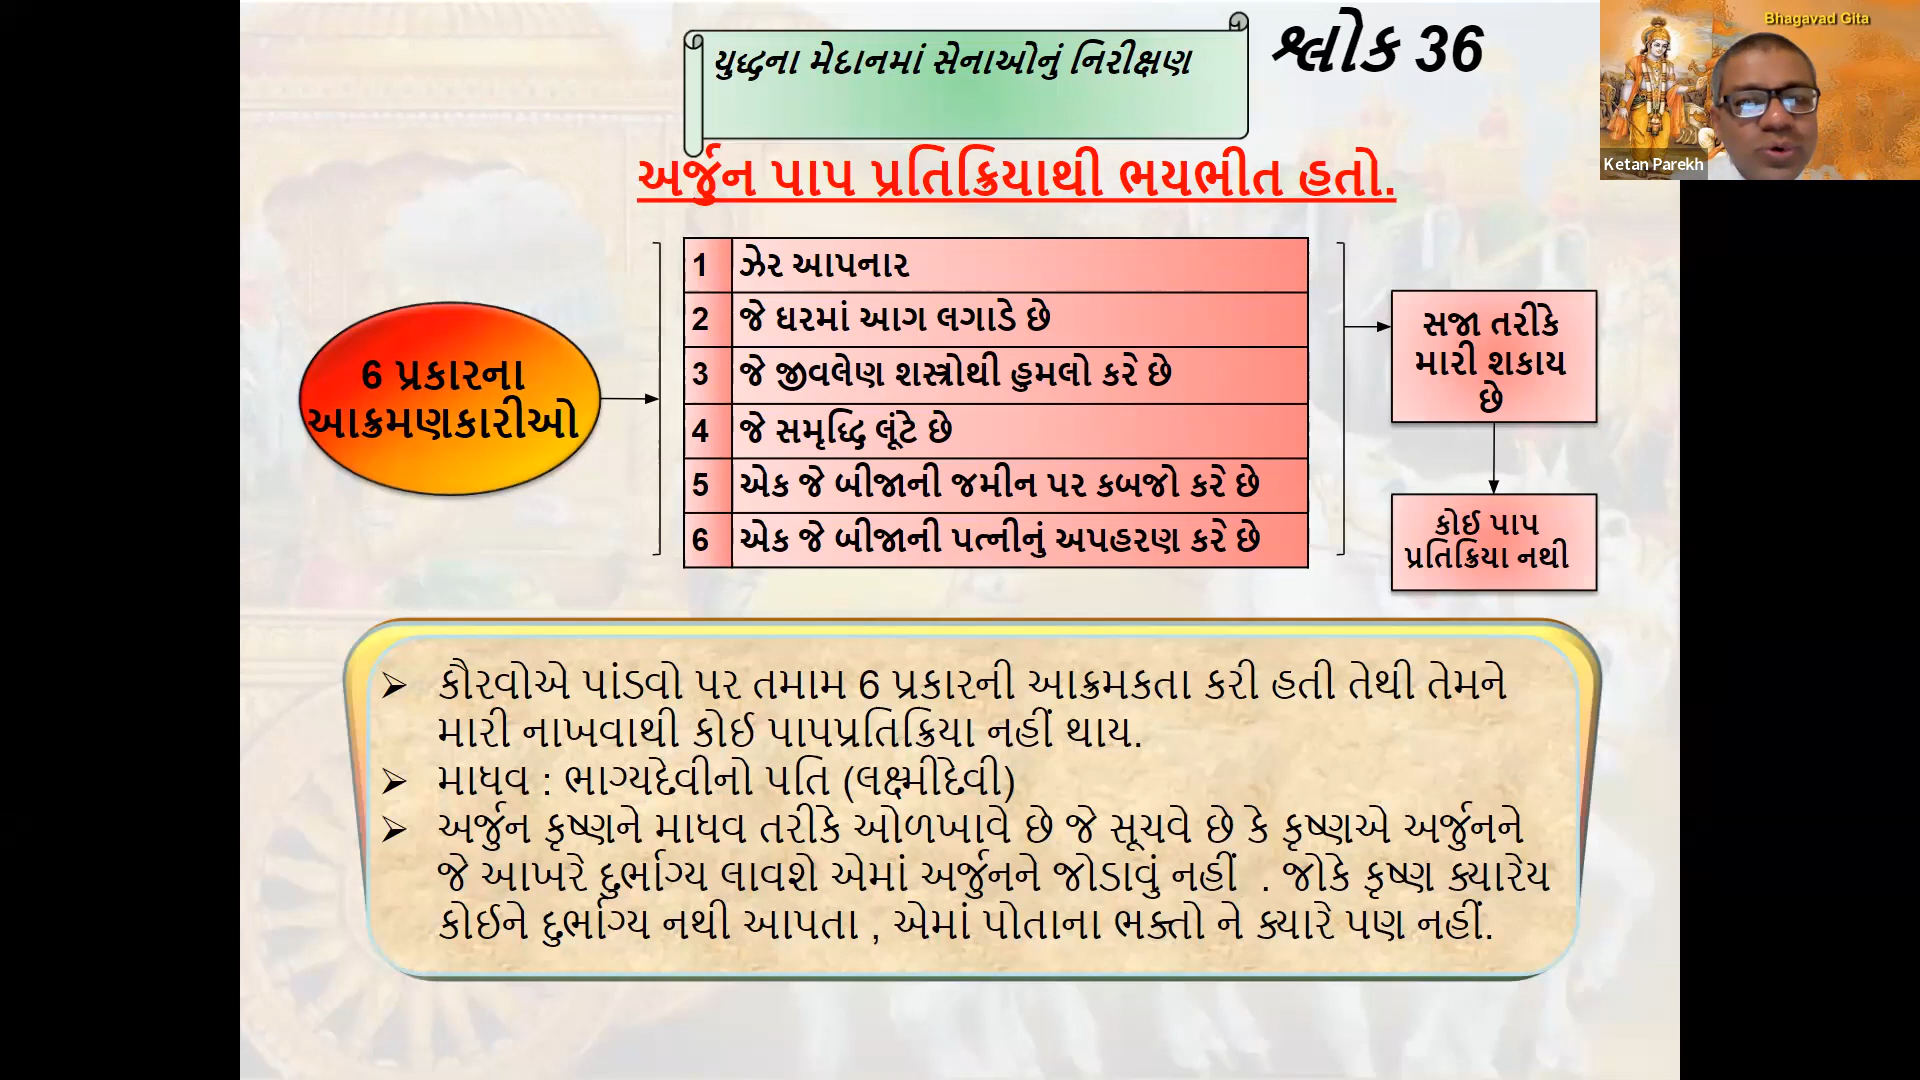 યુદ્ધના મેદાનમાં સેનાઓનું નિરીક્ષણ
શ્લોક 36
Bhagavad Gita
Ketan Parekh
અર્જુન પાપ પ્રતિક્રિયાથી ભયભીત હતો.
6 પ્રકારના
આક્રમણકારીઓ
1 ઝેર આપનાર
2 જે ઘરમાં આગ લગાડે છે
3 જે જીવલેણ શસ્ત્રોથી હુમલો કરે છે
4 જે સમૃદ્ધિ લૂંટે છે
5 એક જે બીજાની જમીન પર કબજો કરે છે
6 એક જે બીજાની પત્નીનું અપહરણ કરે છે
સજા તરીકે
મારી શકાય
છે
કોઈ પાપ
પ્રતિક્રિયા નથી
➢ કૌરવોએ પાંડવો પર તમામ 6 પ્રકારની આક્રમકતા કરી હતી તેથી તેમને
મારી નાખવાથી કોઈ પાપપ્રતિક્રિયા નહીં થાય.
➢ માધવ : ભાગ્યદેવીનો પતિ (લક્ષ્મીદેવી)
➢ અર્જુન કૃષ્ણને માધવ તરીકે ઓળખાવે છે જે સૂચવે છે કે કૃષ્ણએ અર્જુનને
જે આખરે દુર્ભાગ્ય લાવશે એમાં અર્જુનને જોડાવું નહીં . જોકે કૃષ્ણ ક્યારેય
કોઈને દુર્ભાગ્ય નથી આપતા , એમાં પોતાના ભક્તો ને ક્યારે પણ નહીં.